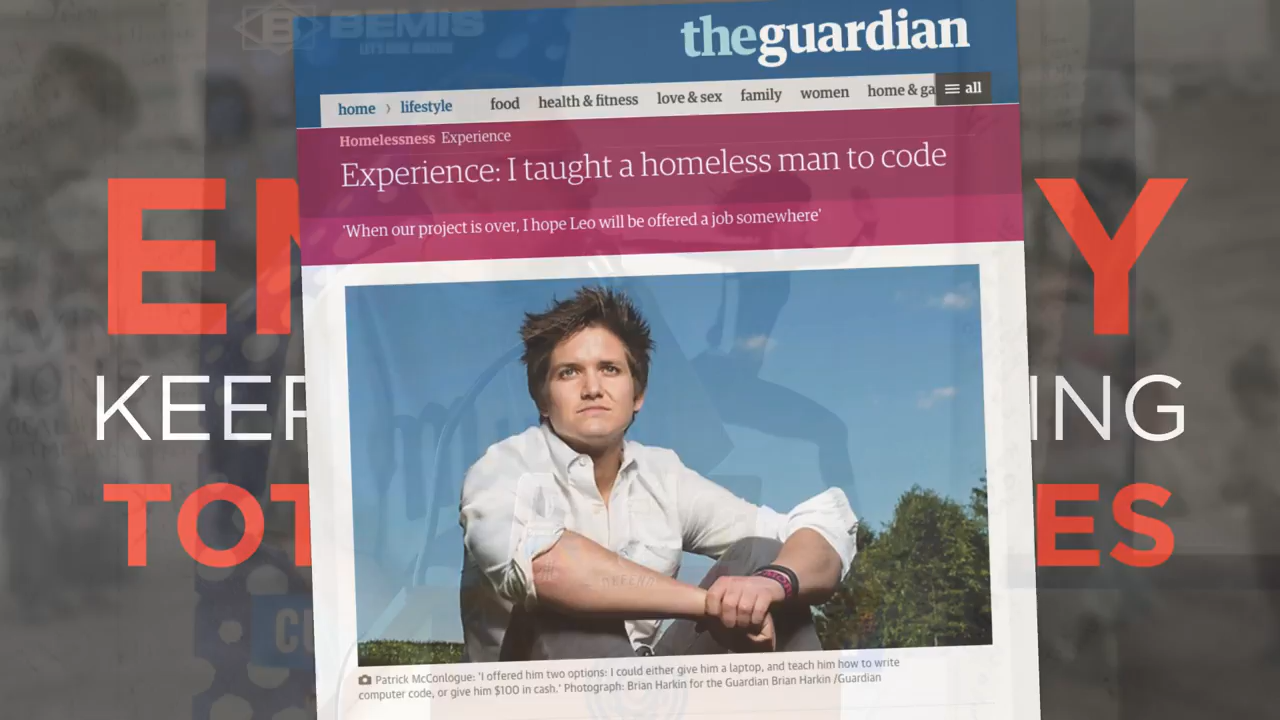 BEMIS
theguardian
home › lifestyle food health & fitness love & sex family women home & ga all
Homelessness Experience
Experience: I taught a homeless man to code
'When our project is over, I hope Leo will be offered a job somewhere'
Y
KEEP ING
TOT ES
DEFEND
Patrick McConlogue: 'I offered him two options: I could either give him a laptop, and teach him how to write
computer code, or give him $100 in cash.' Photograph: Brian Harkin for the Guardian Brian Harkin /Guardian